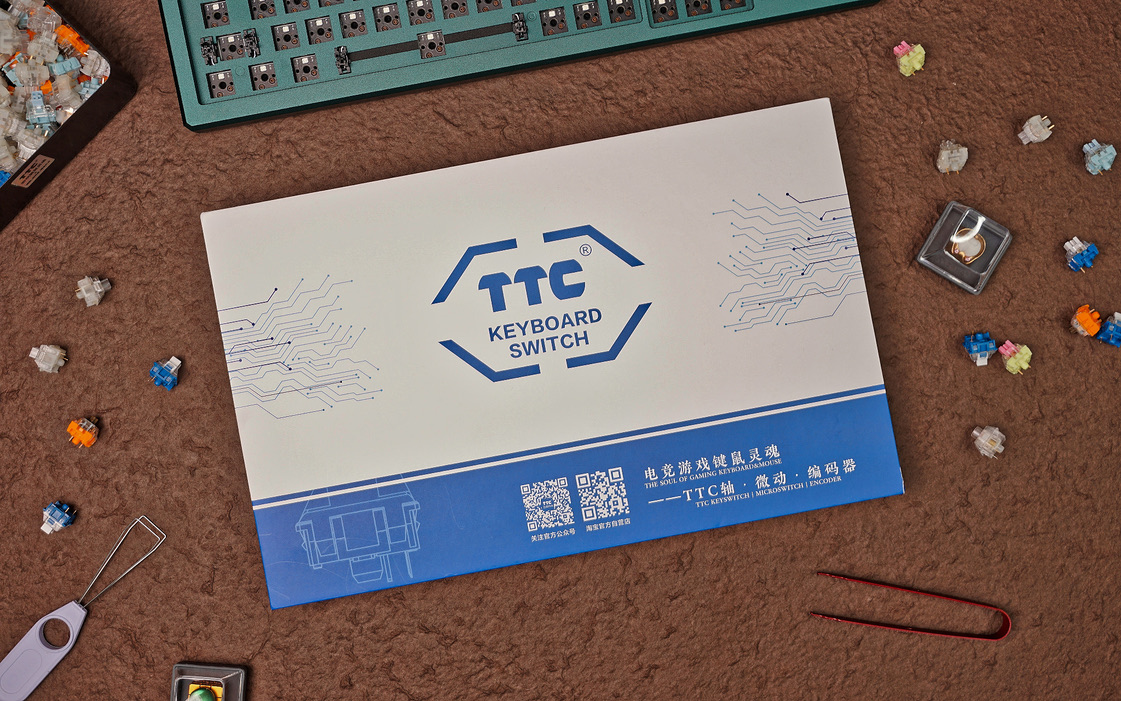 TTC®
KEYBOARD
SWITCH
电竞游戏键鼠灵魂
THE SOUL OF GAMING KEYBOARD&MOUSE
——TTC轴 · 微动 · 编码器
TTC KEYSWITCH | MICROSWITCH | ENCODER
关注官方公众号
淘宝官方自营店